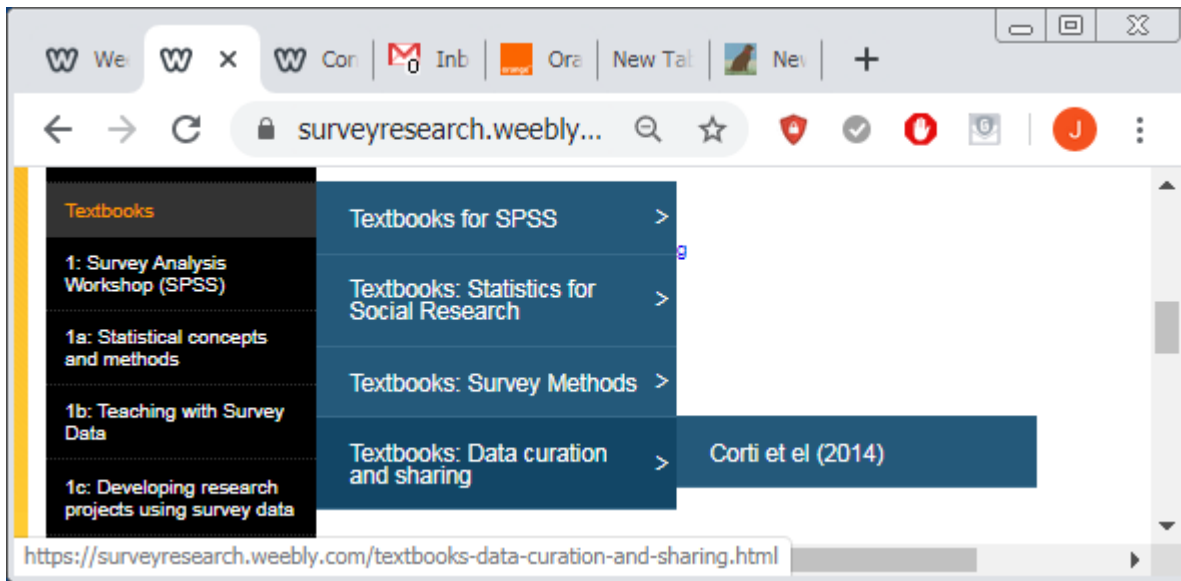 We
Con
0
Inb
orange
Ora
New Tal
Nev
surveyresearch.weebly...
G
J
Textbooks
1: Survey Analysis
Workshop (SPSS)
1a: Statistical concepts
and methods
1b: Teaching with Survey
Data
1c: Developing research
projects using survey data
Textbooks for SPSS >
g
Textbooks: Statistics for
Social Research >
Textbooks: Survey Methods >
Textbooks: Data curation
and sharing >
Corti et el (2014)
https://surveyresearch.weebly.com/textbooks-data-curation-and-sharing.html